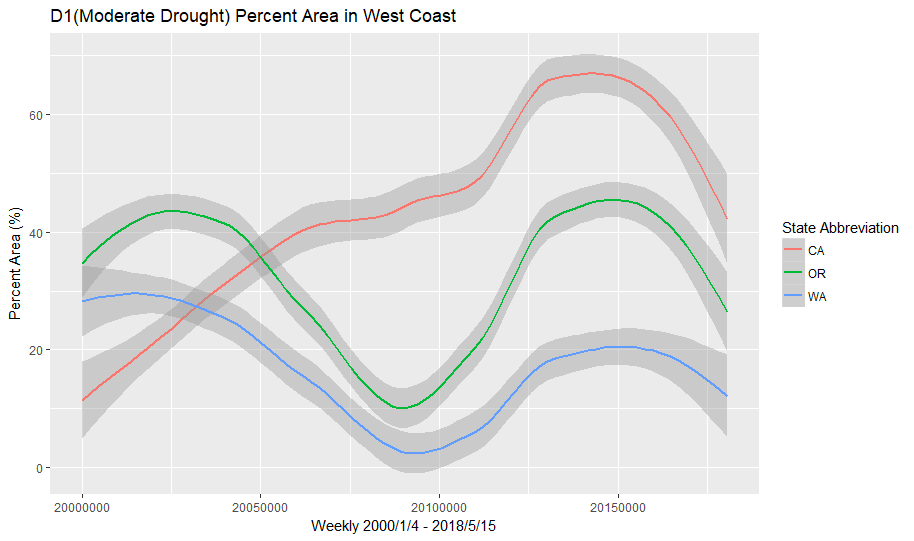 D1(Moderate Drought) Percent Area in West Coast
Percent Area (%)
60
40
20
0
20000000 20050000 20100000 20150000
Weekly 2000/1/4 - 2018/5/15
State Abbreviation
CA
OR
WA